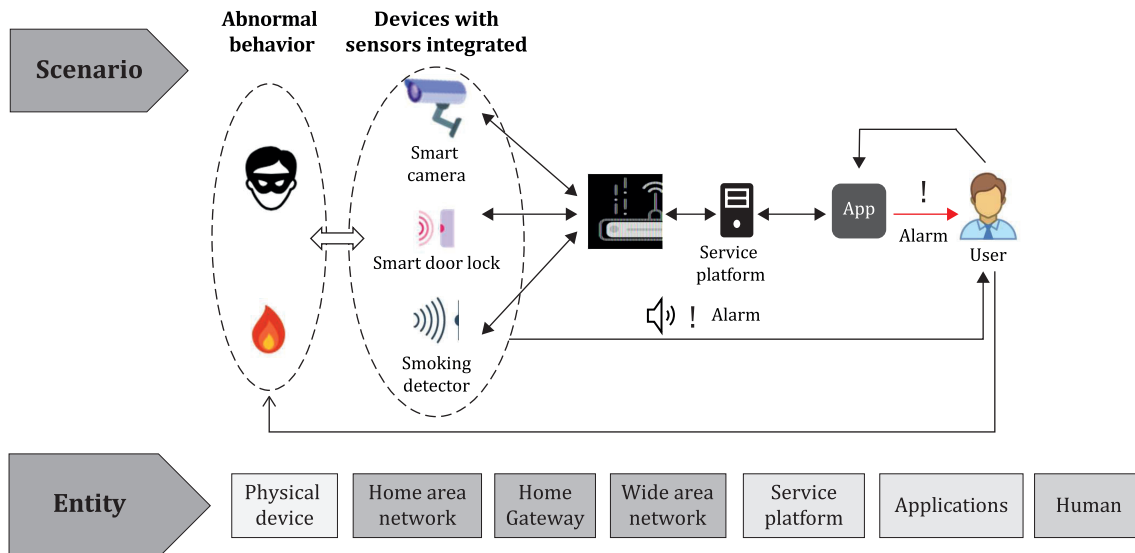 Scenario
Abnormal
behavior
Devices with
sensors integrated
Smart
camera
Smart door lock
Smoking
detector
Service
platform
App
!
Alarm
User
! Alarm
Entity
Physical
device
Home area
network
Home
Gateway
Wide area
network
Service
platform
Applications
Human